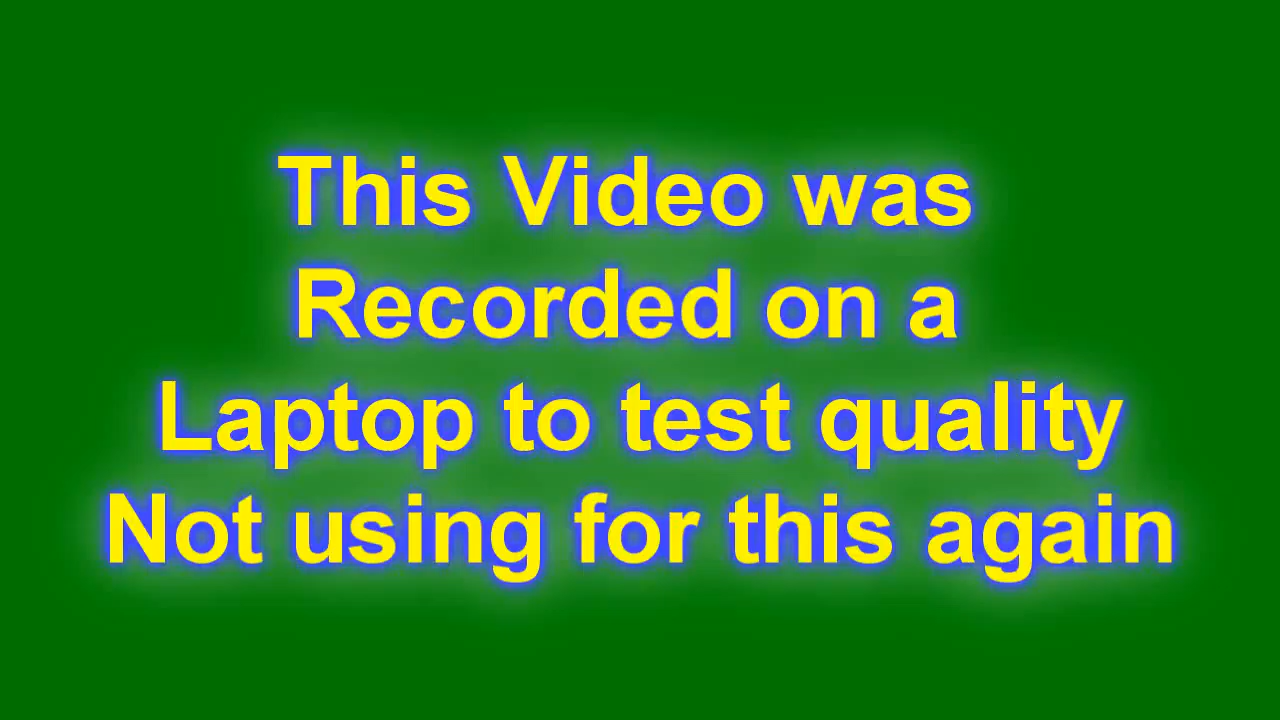 This Video was
Recorded on a
Laptop to test quality
Not using for this again